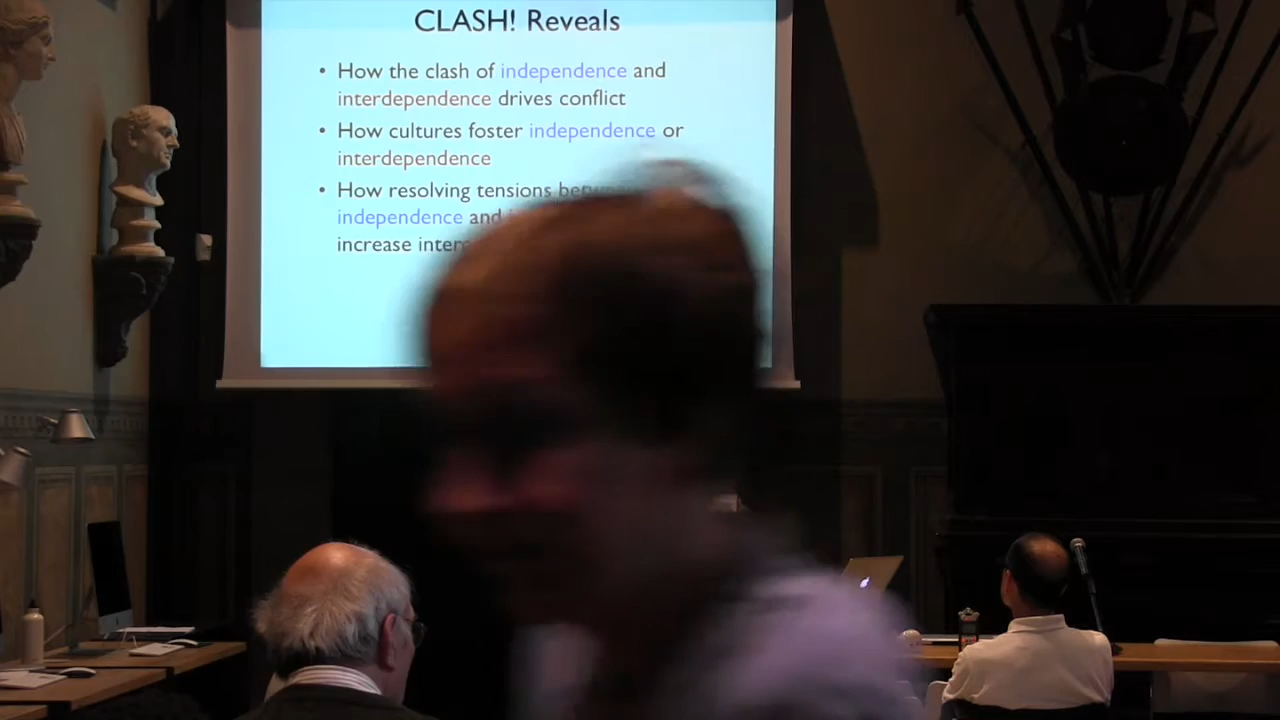 CLASH! Reveals
• How the clash of independence and
interdependence drives conflict
• How cultures foster independence or
interdependence
• How resolving tensions
independence and
increase